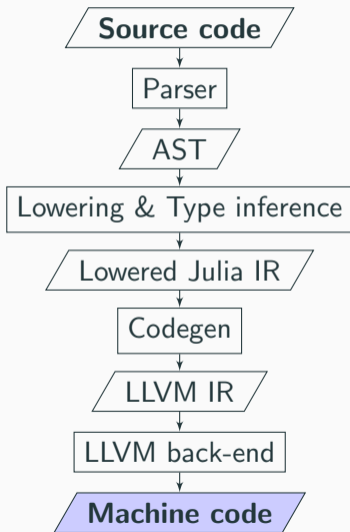 Source code
Parser
AST
Lowering & Type inference
Lowered Julia IR
Codegen
LLVM IR
LLVM back-end
Machine code